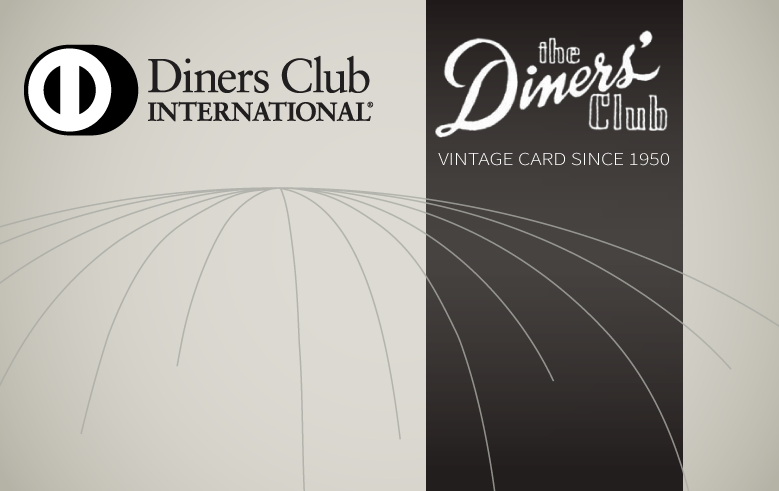 Diners Club
INTERNATIONAL®
the
Diners'
Club
VINTAGE CARD SINCE 1950